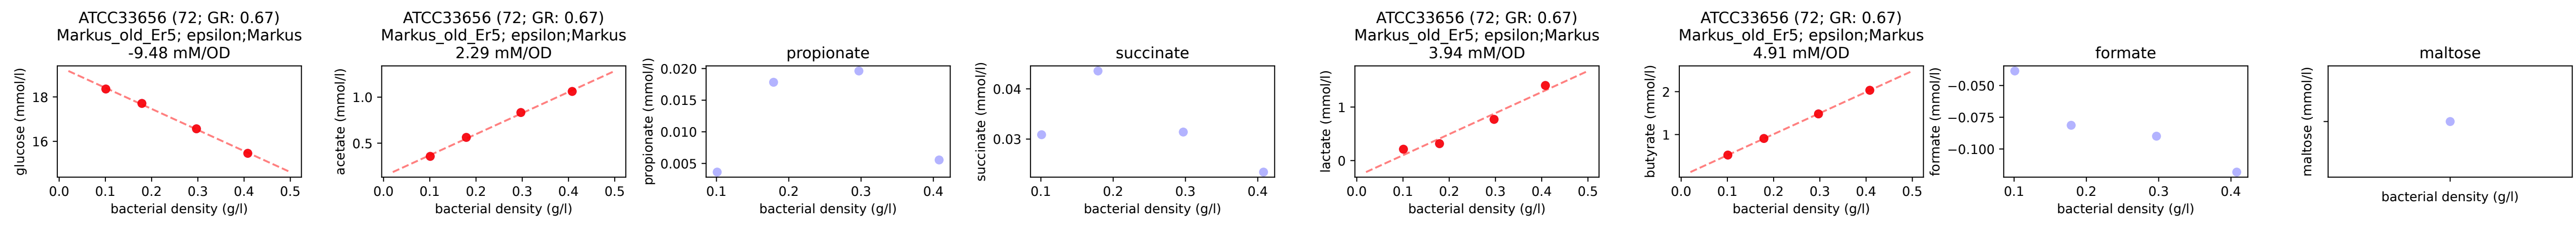 ATCC33656 (72; GR: 0.67)
Markus_old_Er5; epsilon;Markus
-9.48 mM/OD
glucose (mmol/l)
18
16
0.0 0.1 0.2 0.3 0.4 0.5
bacterial density (g/l)
ATCC33656 (72; GR: 0.67)
Markus_old_Er5; epsilon;Markus
2.29 mM/OD
acetate (mmol/l)
1.0
0.5
0.0 0.1 0.2 0.3 0.4 0.5
bacterial density (g/l)
propionate
propionate (mmol/l)
0.020
0.015
0.010
0.005
0.1 0.2 0.3 0.4
bacterial density (g/l)
succinate
succinate (mmol/l)
0.04
0.03
0.1 0.2 0.3 0.4
bacterial density (g/l)
ATCC33656 (72; GR: 0.67)
Markus_old_Er5; epsilon;Markus
3.94 mM/OD
lactate (mmol/l)
1
0
0.0 0.1 0.2 0.3 0.4 0.5
bacterial density (g/l)
ATCC33656 (72; GR: 0.67)
Markus_old_Er5; epsilon;Markus
4.91 mM/OD
butyrate (mmol/l)
2
1
0.0 0.1 0.2 0.3 0.4 0.5
bacterial density (g/l)
formate
formate (mmol/l)
−0.050
−0.075
−0.100
0.1 0.2 0.3 0.4
bacterial density (g/l)
maltose
maltose (mmol/l)
bacterial density (g/l)